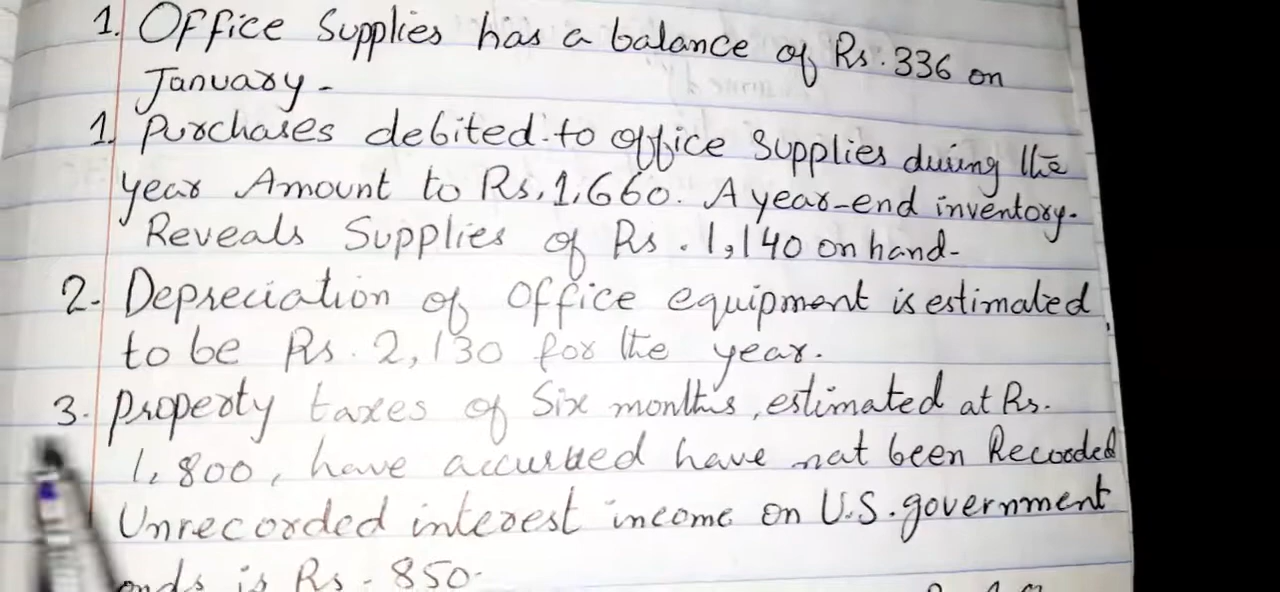 1. Office Supplies has a balance of Rs. 336 on
January-
1. Purchases debited to office Supplies during the
year Amount to Rs. 1,660. A year-end inventory.
Reveals Supplies of Rs. 1,140 on hand-
2- Depreciation of Office equipment is estimated
to be Rs. 2,130 for the year.
3- Property taxes of Six months, estimated at Rs.
1,800, have accurued have nat been Recorded
Unrecorded interest income on U.S. government
onds is Rs - 850-